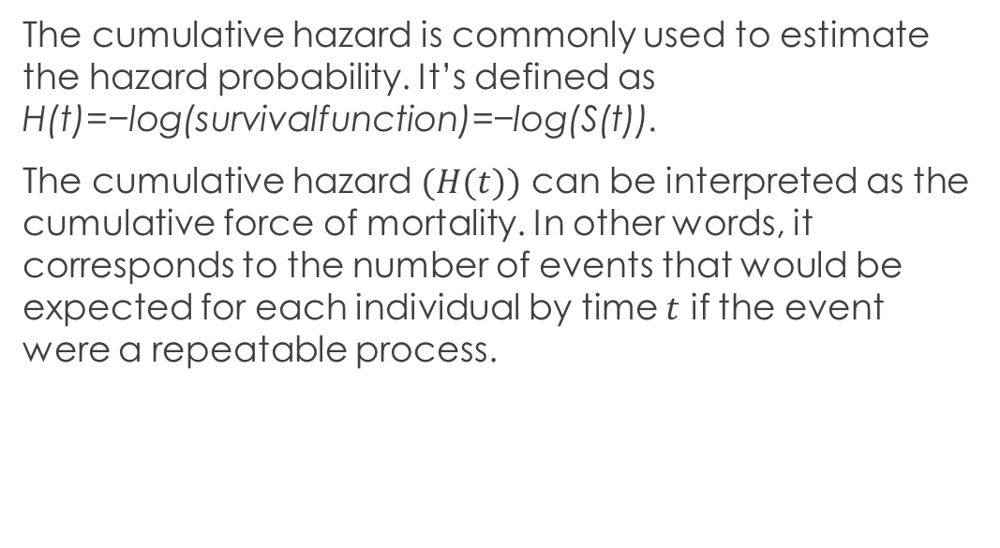 The cumulative hazard is commonly used to estimate
the hazard probability. It’s defined as
H(t)=−log(survivalfunction)=−log(S(t)).
The cumulative hazard (H(t)) can be interpreted as the
cumulative force of mortality. In other words, it
corresponds to the number of events that would be
expected for each individual by time t if the event
were a repeatable process.